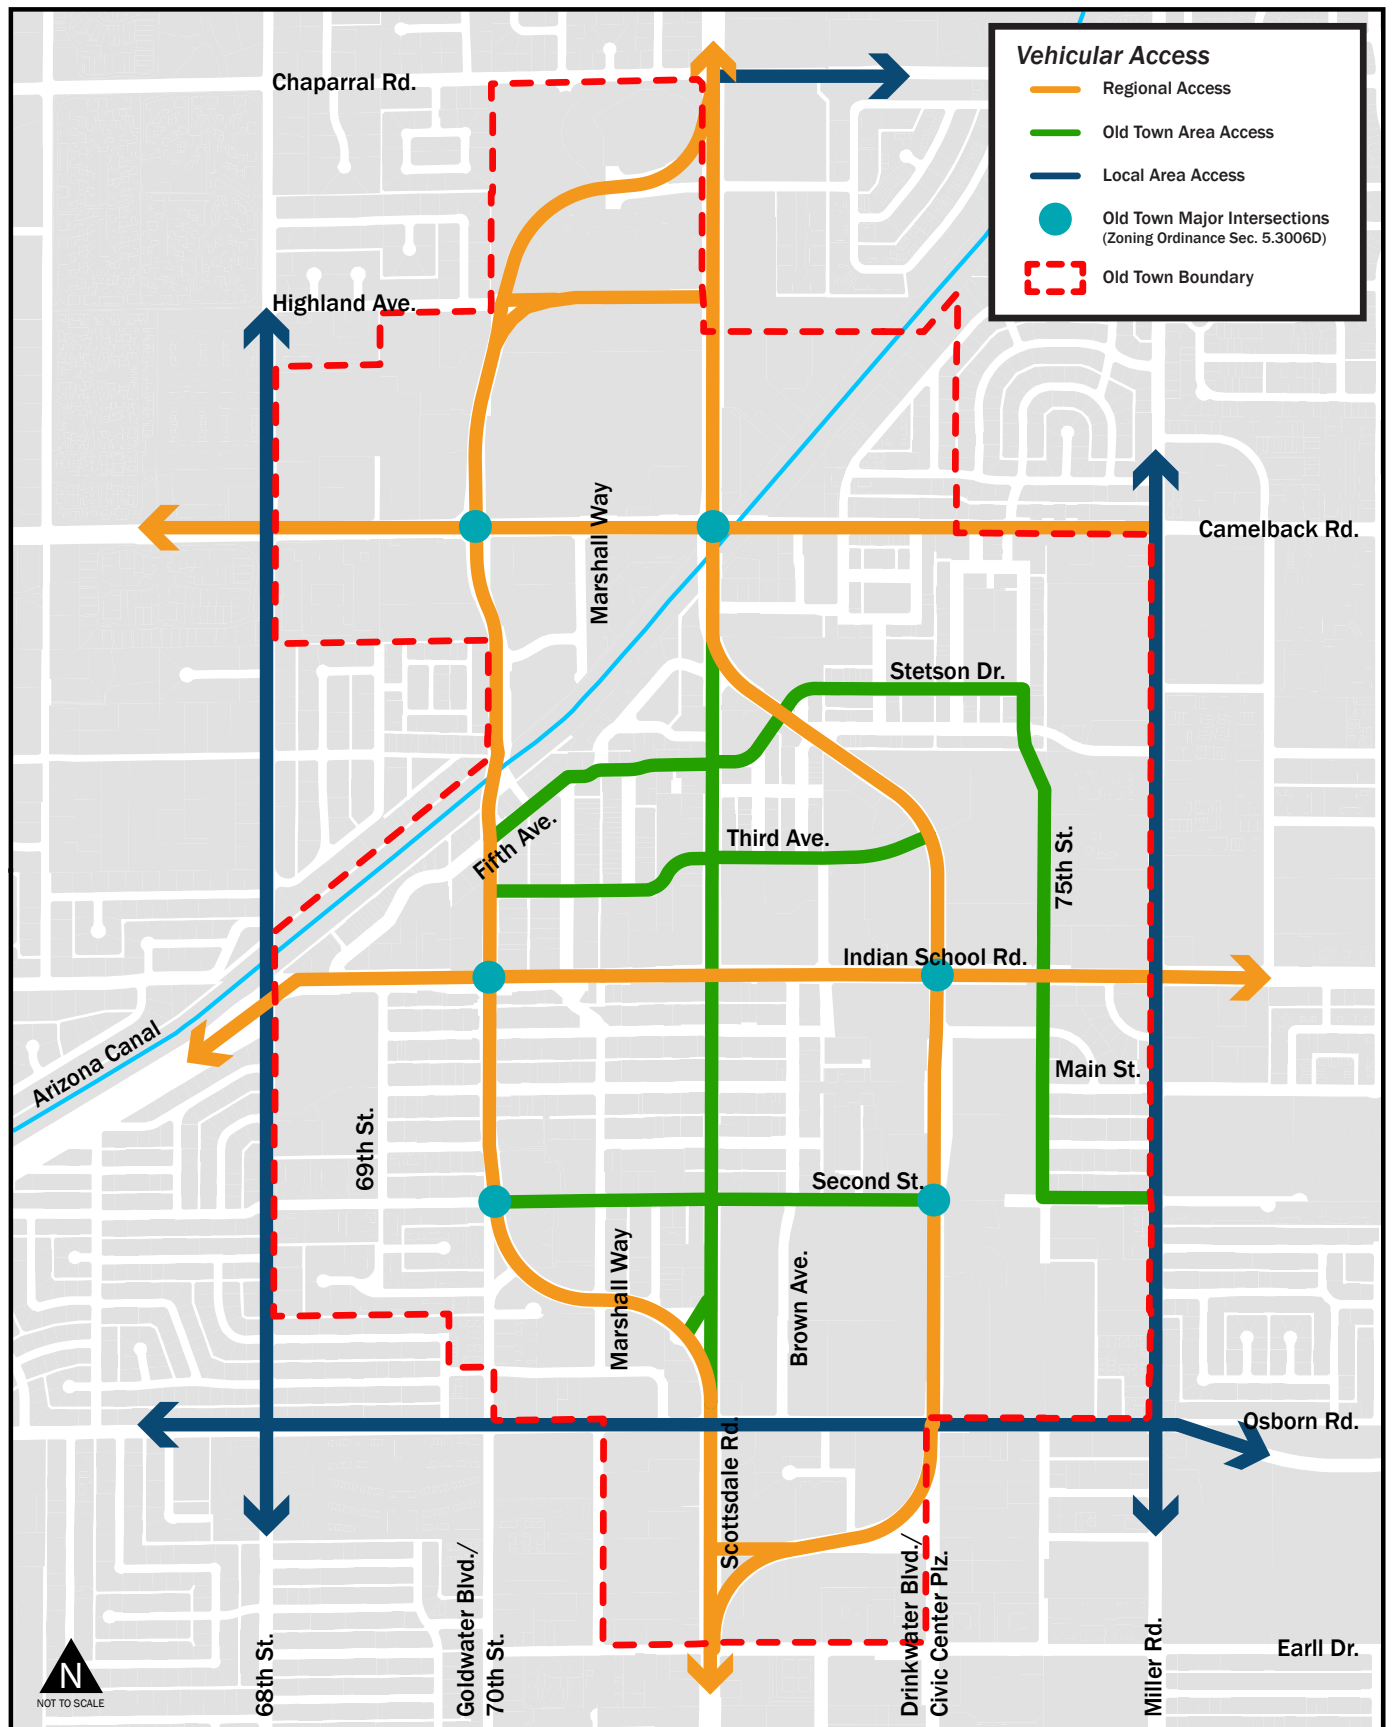 Vehicular Access
Regional Access
Old Town Area Access
Local Area Access
Old Town Major Intersections
(Zoning Ordinance Sec. 5.3006D)
Old Town Boundary
Chaparral Rd.
Highland Ave.
Marshall Way
Camelback Rd.
Stetson Dr.
Fifth Ave.
Third Ave.
75th St.
Indian School Rd.
Arizona Canal
Main St.
69th St.
Second St.
Marshall Way
Brown Ave.
Osborn Rd.
Scottsdale Rd.
68th St.
Goldwater Blvd./
70th St.
Drinkwater Blvd./
Civic Center Plz.
Miller Rd.
Earll Dr.
N
NOT TO SCALE